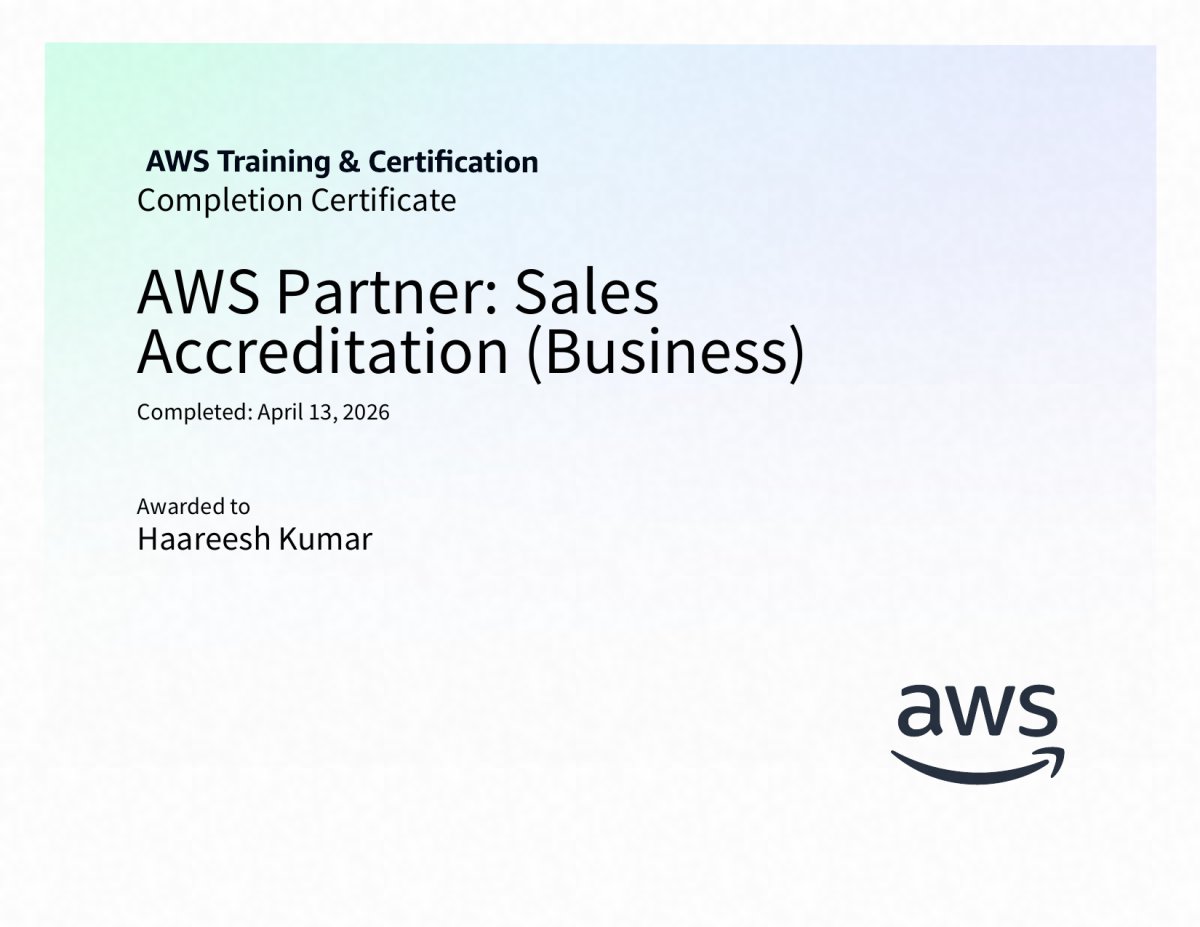 AWS Training & Certification
Completion Certificate
AWS Partner: Sales
Accreditation (Business)
Completed: April 13, 2026
Awarded to
Haareesh Kumar
aws